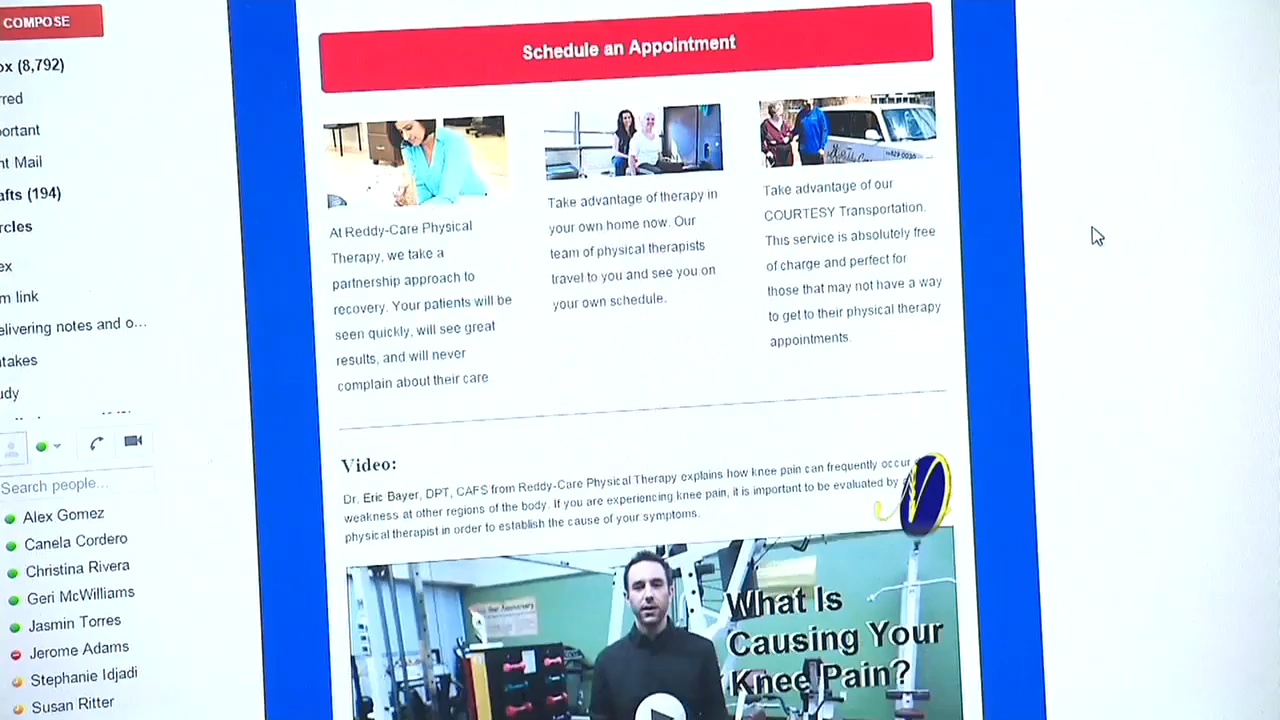 COMPOSE
ox (8,792)
rred
portant
nt Mail
afts (194)
rcles
ex
m link
elivering notes and o...
takes
udy
Search people...
Alex Gomez
Canela Cordero
Christina Rivera
Geri McWilliams
Jasmin Torres
Jerome Adams
Stephanie Idjadi
Susan Ritter
Schedule an Appointment
At Reddy-Care Physical
Therapy, we take a
partnership approach to
recovery. Your patients will be
seen quickly, will see great
results, and will never
complain about their care
Take advantage of therapy in
your own home now. Our
team of physical therapists
travel to you and see you on
your own schedule.
Take advantage of our
COURTESY Transportation.
This service is absolutely free
of charge and perfect for
those that may not have a way
to get to their physical therapy
appointments.
Video:
Dr. Eric Bayer, DPT, CAFS from Reddy-Care Physical Therapy explains how knee pain can frequently occur
weakness at other regions of the body. If you are experiencing knee pain, it is important to be evaluated by
physical therapist in order to establish the cause of your symptoms.
What Is
Causing Your
Knee Pain?